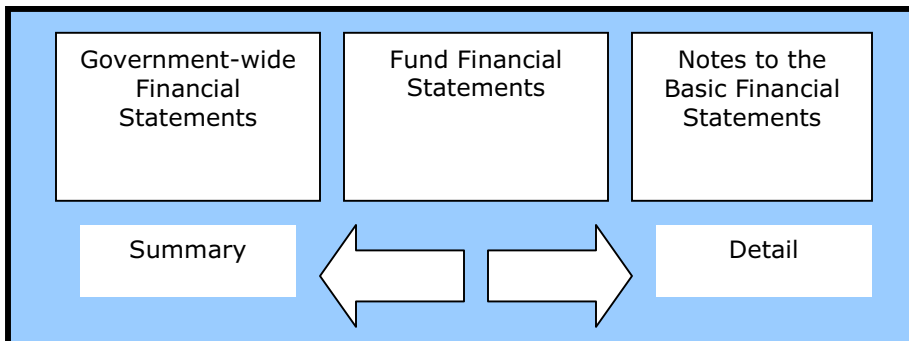 Government-wide
Financial
Statements
Fund Financial
Statements
Notes to the
Basic Financial
Statements
Summary
Detail